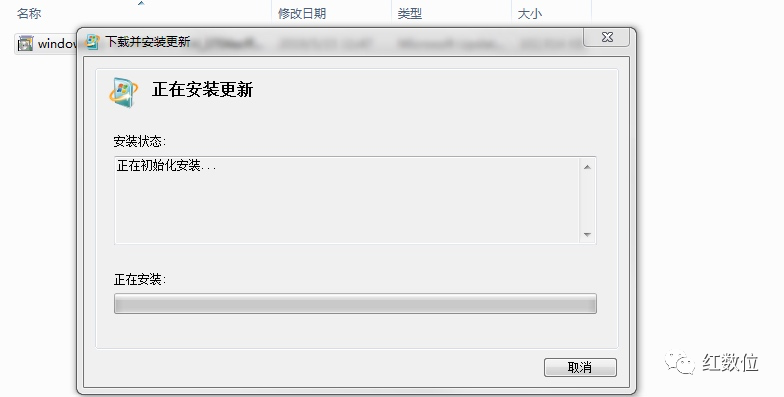 名称 修改日期 类型 大小
window
下载并安装更新
正在安装更新
安装状态:
正在初始化安装...
正在安装:
取消
红数位